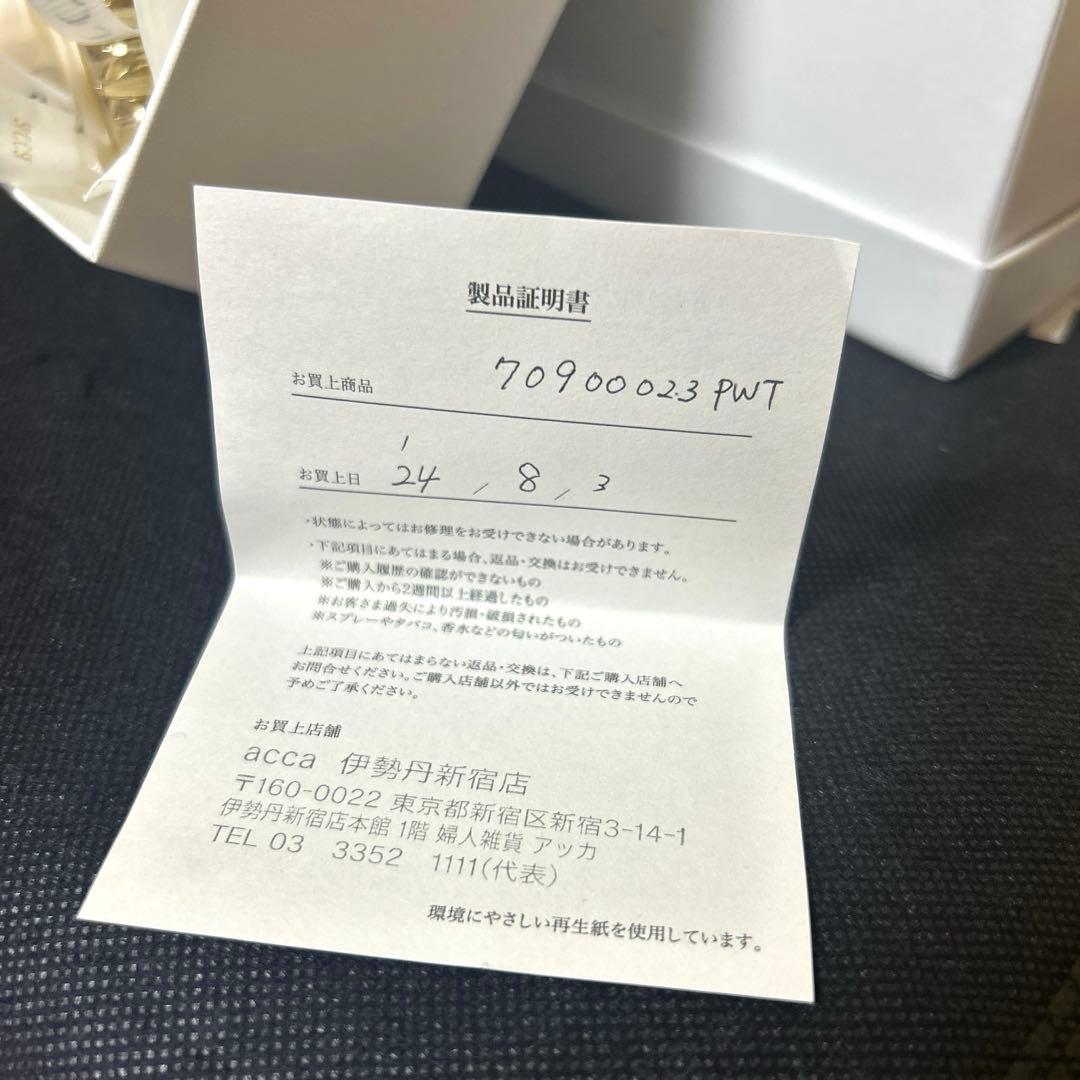 acca
製品証明書
お買上商品 70900023 PWT
お買上日 24 , 8 , 3
・状態によってはお修理をお受けできない場合があります。
・下記項目にあてはまる場合、返品・交換はお受けできません。
※ご購入履歴の確認ができないもの
※ご購入から2週間以上経過したもの
※お客さま過失により汚損・破損されたもの
※スプレーやタバコ、香水などの匂いがついたもの
上記項目にあてはまらない返品・交換は、下記ご購入店舗へ
お問合せください。ご購入店舗以外ではお受けできませんので
予めご了承ください。
お買上店舗
acca 伊勢丹新宿店
〒160-0022 東京都新宿区新宿3-14-1
伊勢丹新宿店本館 1階 婦人雑貨 アッカ
TEL 03 3352 1111(代表)
環境にやさしい再生紙を使用しています。